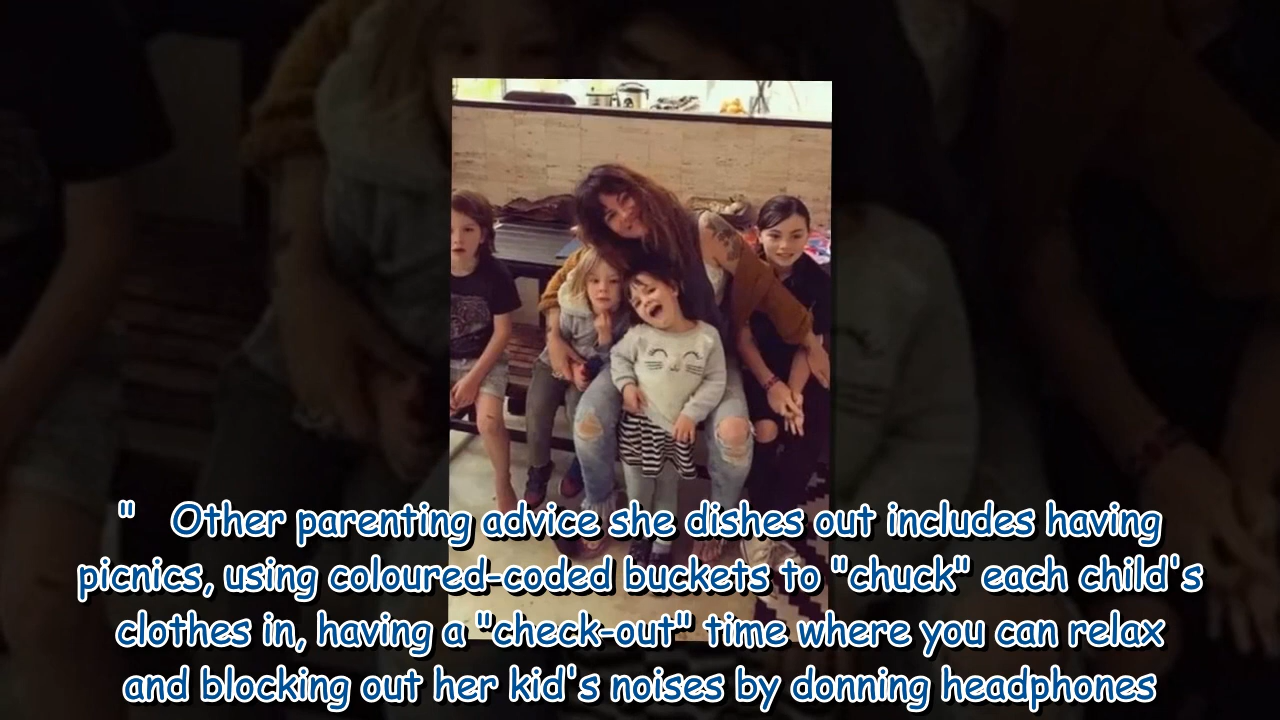 "   Other parenting advice she dishes out includes having
picnics, using coloured-coded buckets to "chuck" each child's
clothes in, having a "check-out" time where you can relax
and blocking out her kid's noises by donning headphones